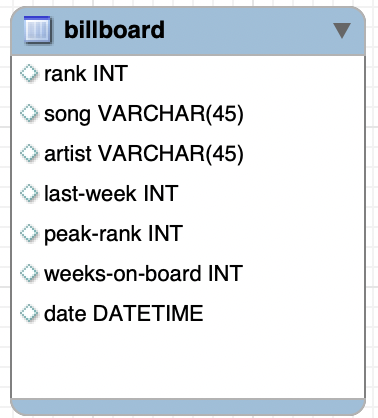 billboard
rank INT
song VARCHAR(45)
artist VARCHAR(45)
last-week INT
peak-rank INT
weeks-on-board INT
date DATETIME